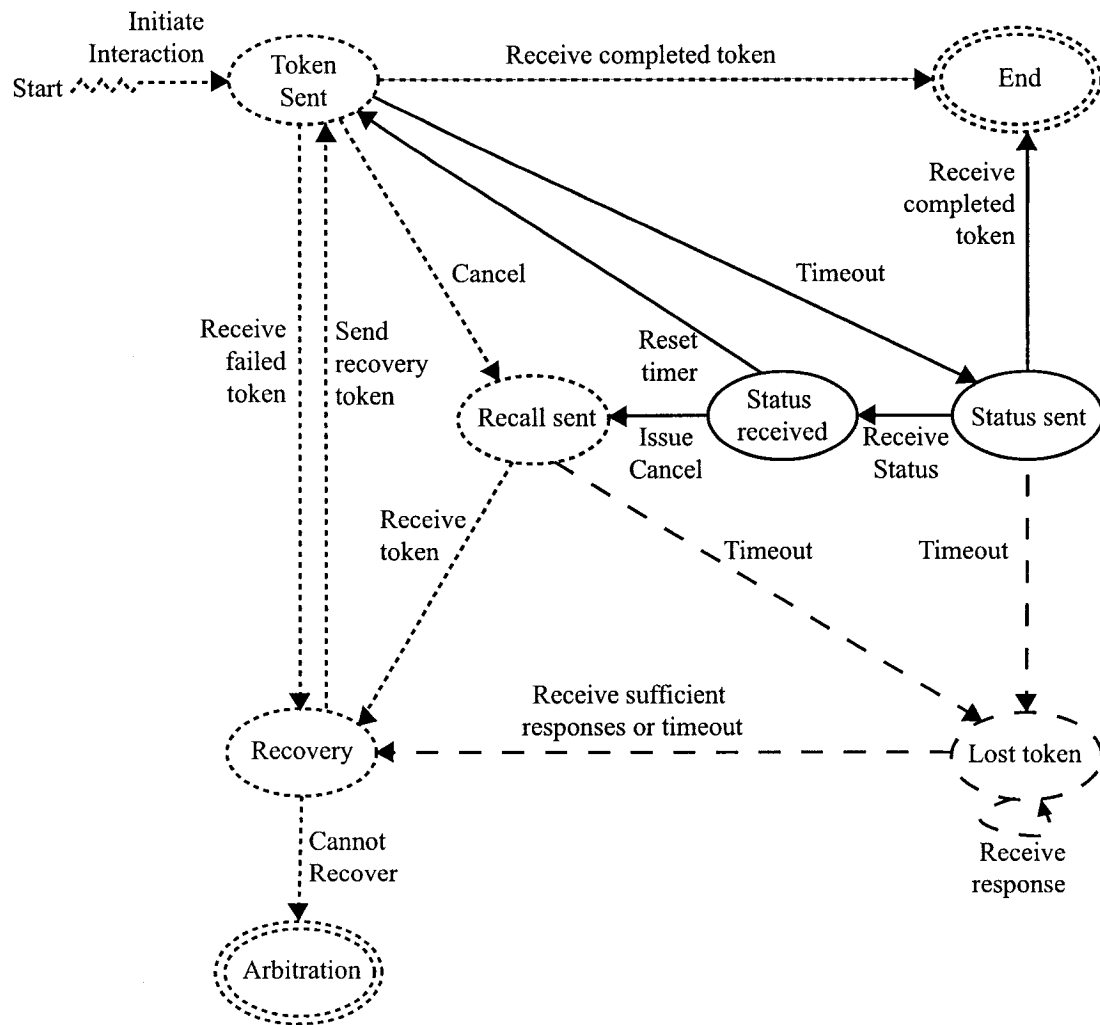 Initiate
Interaction
Start
Token
Sent
Receive completed token
End
Receive
completed
token
Cancel
Timeout
Receive
failed
token
Send
recovery
token
Reset
timer
Recall sent
Issue
Cancel
Status
received
Receive
Status
Status sent
Receive
token
Timeout
Timeout
Receive sufficient
responses or timeout
Recovery
Lost token
Cannot
Recover
Receive
response
Arbitration